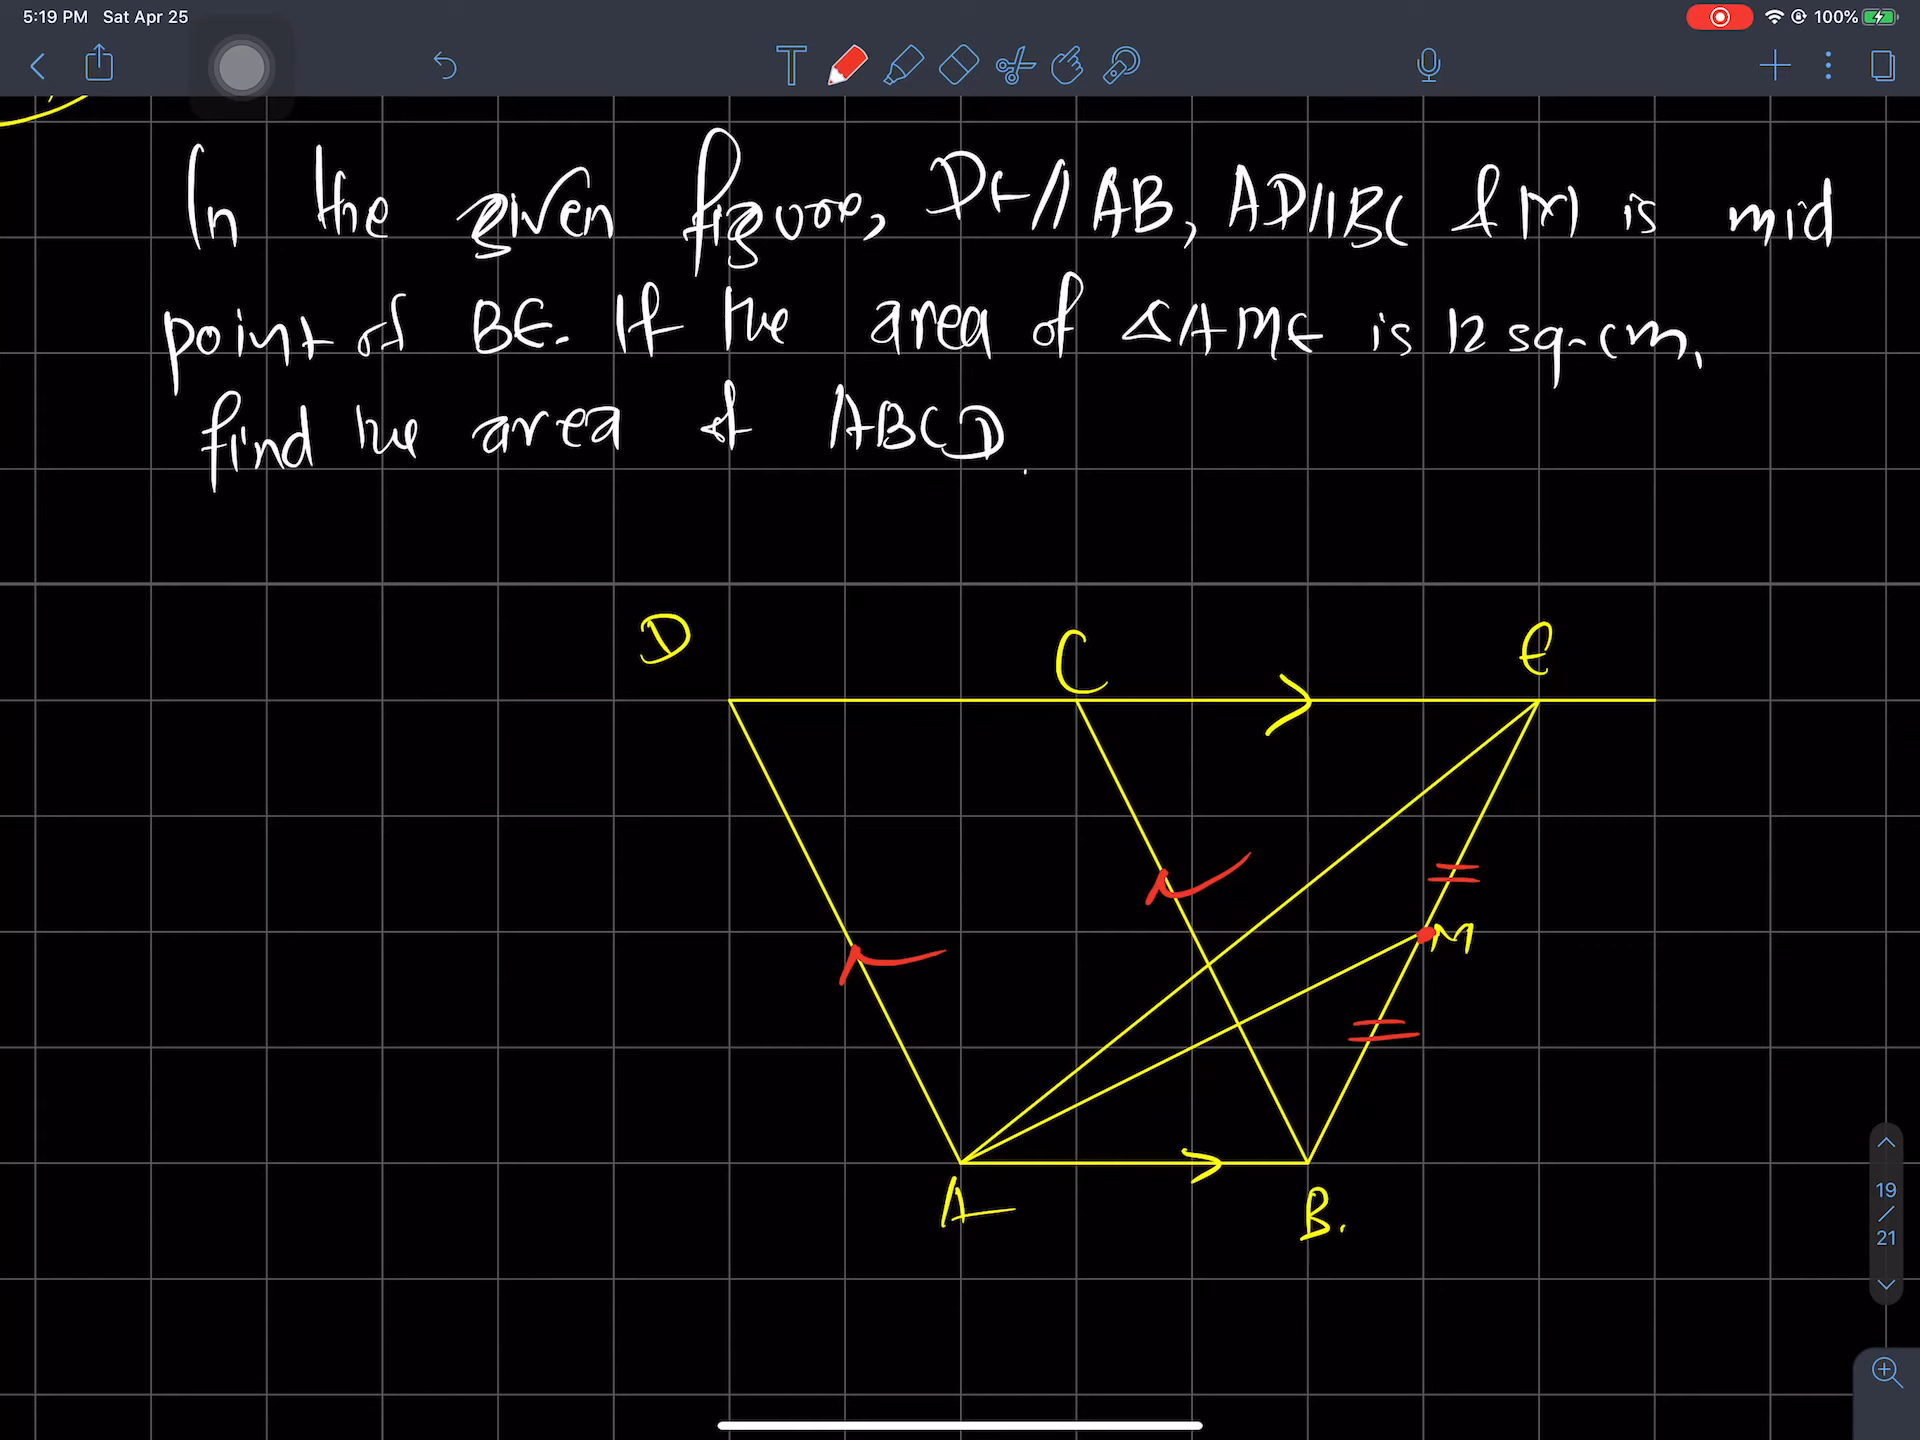 5:19 PM Sat Apr 25
100%
In the given figure, DE//AB, AD//BC & M is mid
point of BE. If the area of △AME is 12 sq. cm,
find the area of ABCD.
D C E
M
A B.
19
/
21